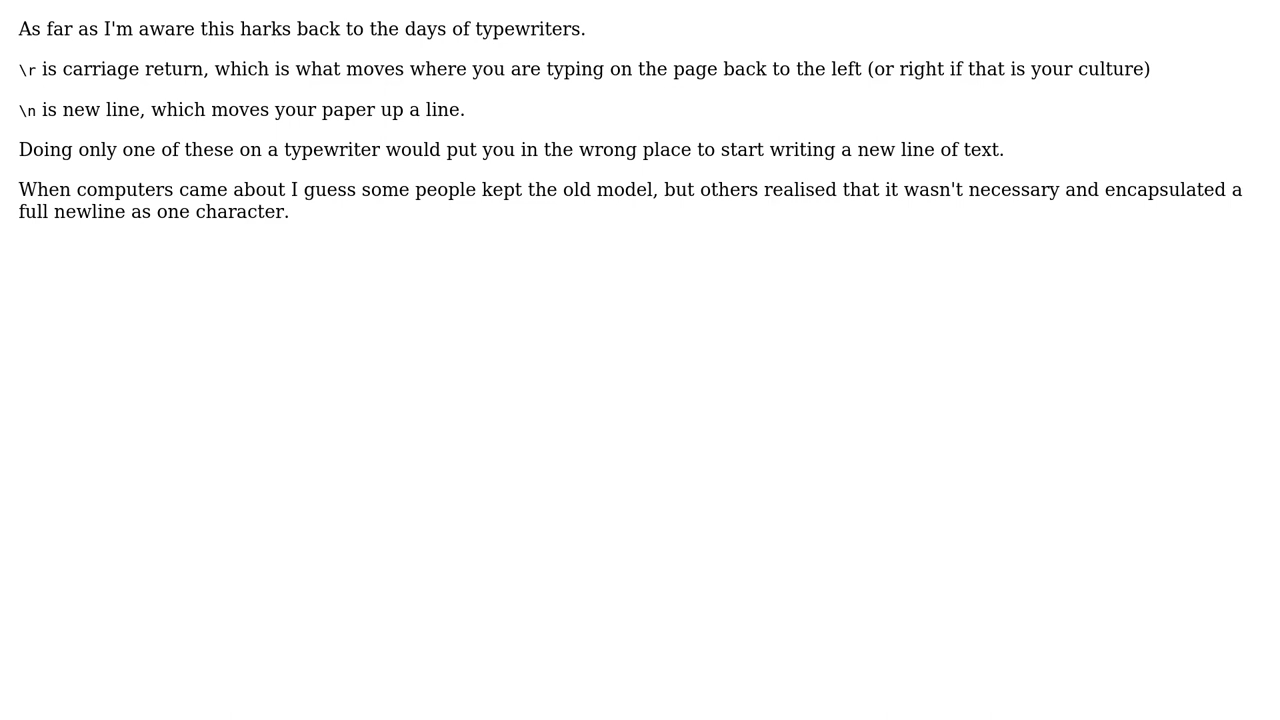 As far as I'm aware this harks back to the days of typewriters.
\r is carriage return, which is what moves where you are typing on the page back to the left (or right if that is your culture)
\n is new line, which moves your paper up a line.
Doing only one of these on a typewriter would put you in the wrong place to start writing a new line of text.
When computers came about I guess some people kept the old model, but others realised that it wasn't necessary and encapsulated a
full newline as one character.